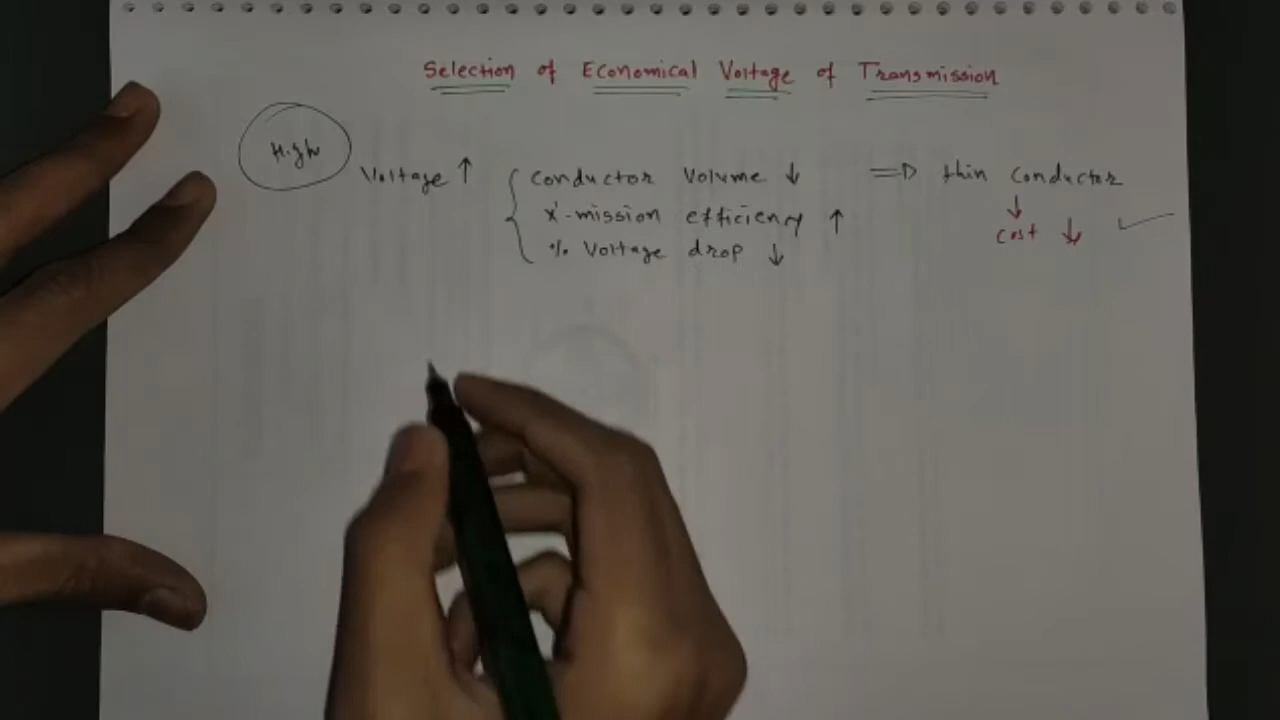 Selection of Economical Voltage of Transmission
High
Voltage ↑ { Conductor Volume ↓ ⇒ thin conductor
x'-mission efficiency ↑ ↓
cost ↓ ✓
% Voltage drop ↓